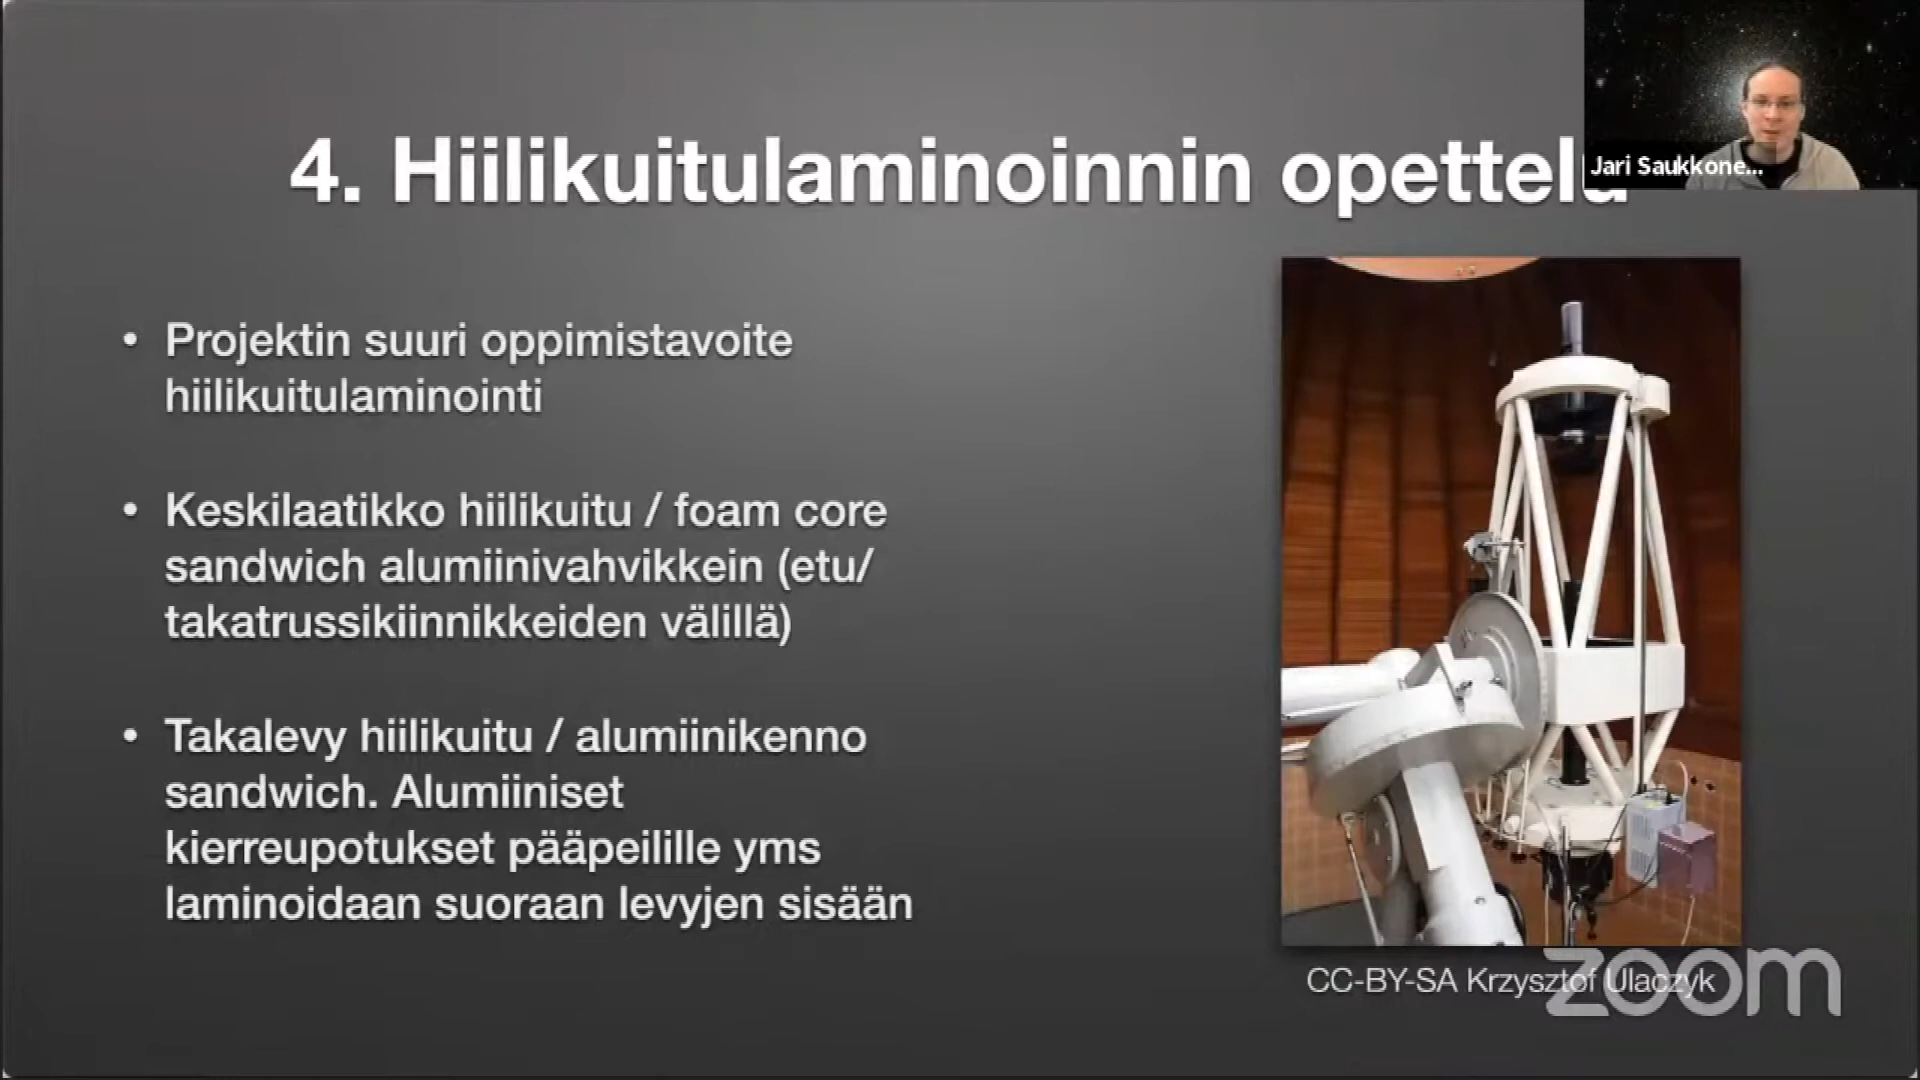 4. Hiilikuitulaminoinnin opettelu
Jari Saukkone...
• Projektin suuri oppimistavoite
hiilikuitulaminointi
• Keskilaatikko hiilikuitu / foam core
sandwich alumiinivahvikkein (etu/
takatrussikiinnikkeiden välillä)
• Takalevy hiilikuitu / alumiinikenno
sandwich. Alumiiniset
kierreupotukset pääpeilille yms
laminoidaan suoraan levyjen sisään
CC-BY-SA Krzysztof Ulaczyk
zoom